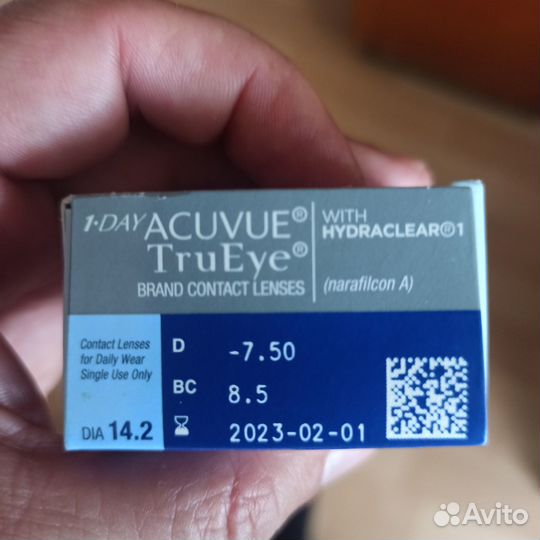 1·DAY ACUVUE®
TruEye®
BRAND CONTACT LENSES
WITH
HYDRACLEAR®1
(narafilcon A)
Contact Lenses
for Daily Wear
Single Use Only
DIA 14.2
D -7.50
BC 8.5
2023-02-01
Avito